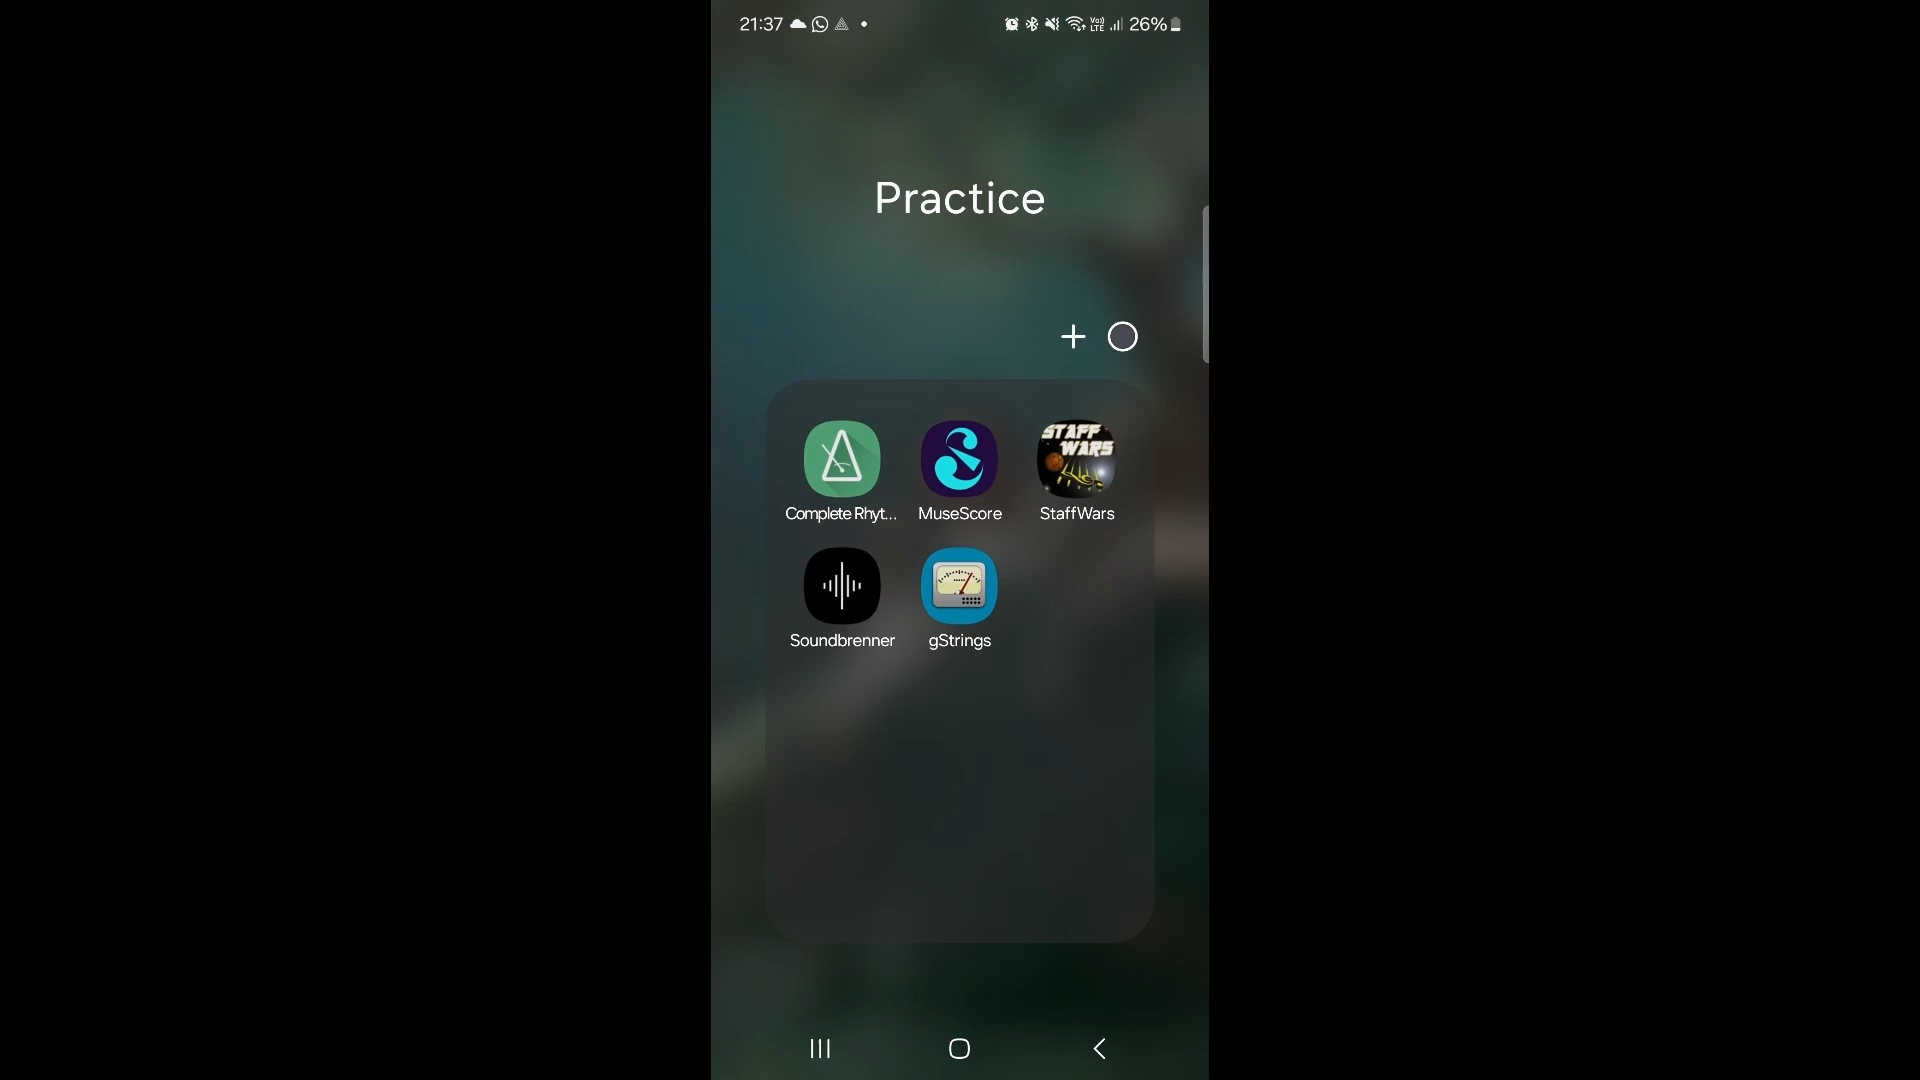 21:37 26%
Practice
STAFF
WARS
Complete Rhyt... MuseScore StaffWars
Soundbrenner gStrings